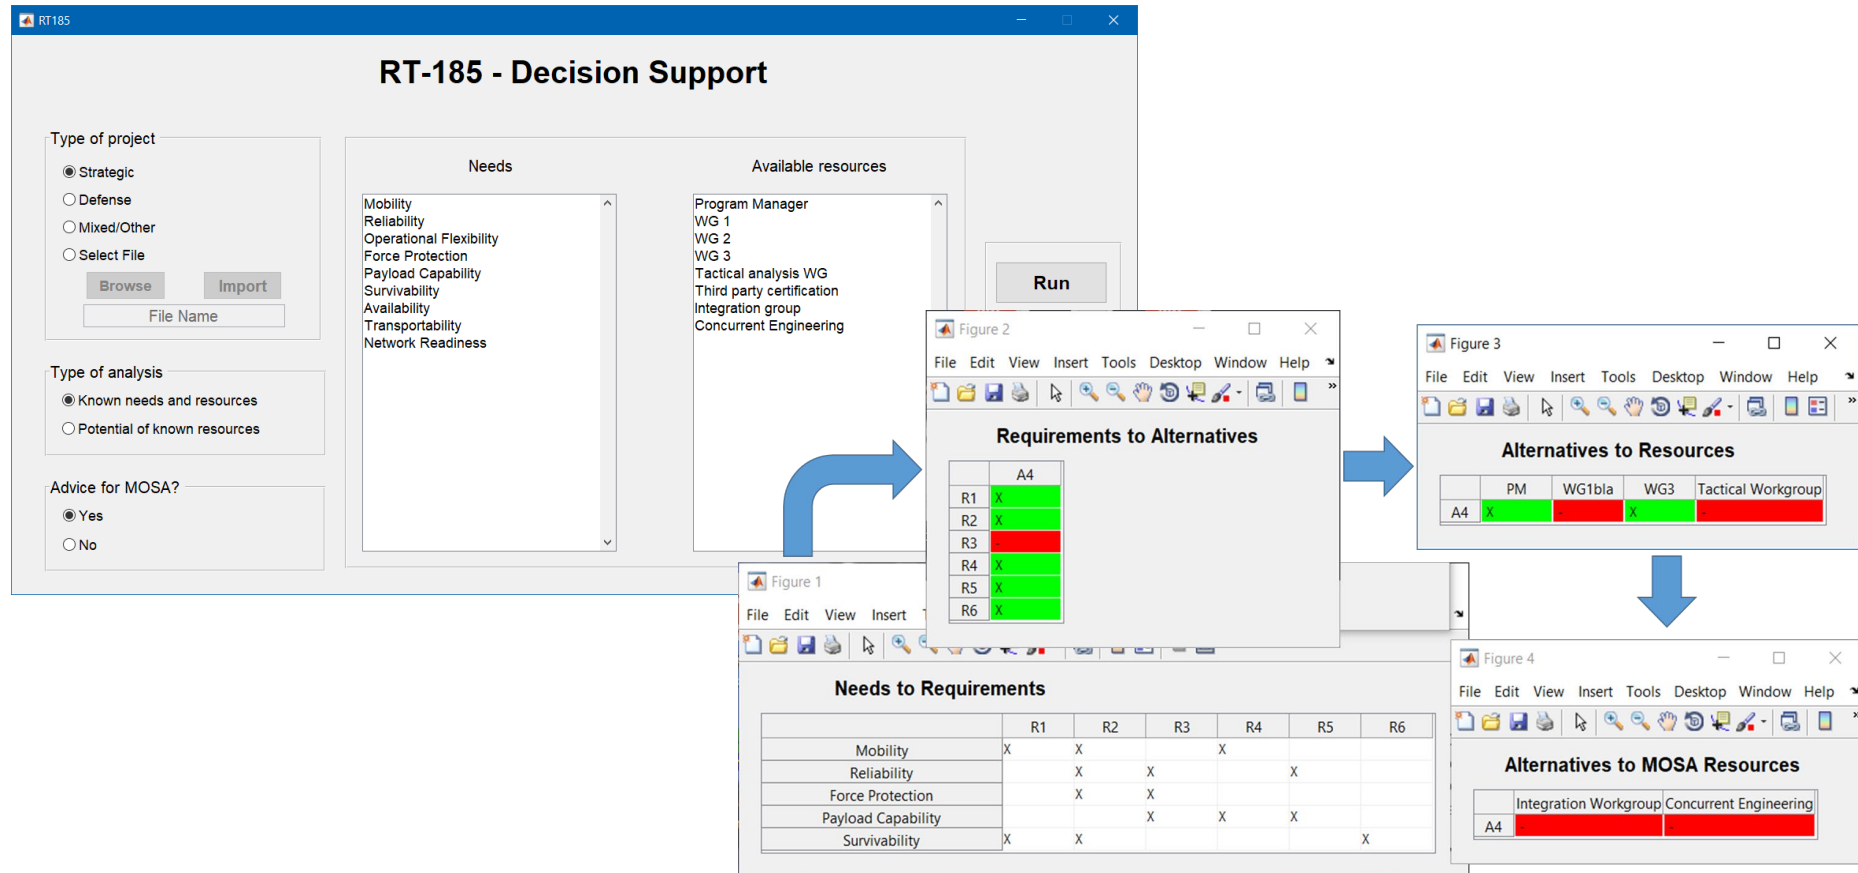 RT185
RT-185 - Decision Support
Type of project
Strategic
Defense
Mixed/Other
Select File
Browse Import
File Name
Type of analysis
Known needs and resources
Potential of known resources
Advice for MOSA?
Yes
No
Needs
Mobility
Reliability
Operational Flexibility
Force Protection
Payload Capability
Survivability
Availability
Transportability
Network Readiness
Available resources
Program Manager
WG 1
WG 2
WG 3
Tactical analysis WG
Third party certification
Integration group
Concurrent Engineering
Run
Figure 1
File Edit View Insert
Needs to Requirements
R1 R2 R3 R4 R5 R6
Mobility X X X
Reliability X X X
Force Protection X X
Payload Capability X X X
Survivability X X X
Figure 2
File Edit View Insert Tools Desktop Window Help
Requirements to Alternatives
A4
R1 X
R2 X
R3 -
R4 X
R5 X
R6 X
Figure 3
File Edit View Insert Tools Desktop Window Help
Alternatives to Resources
PM WG1bla WG3 Tactical Workgroup
A4 X - X -
Figure 4
File Edit View Insert Tools Desktop Window Help
Alternatives to MOSA Resources
Integration Workgroup Concurrent Engineering
A4 - -